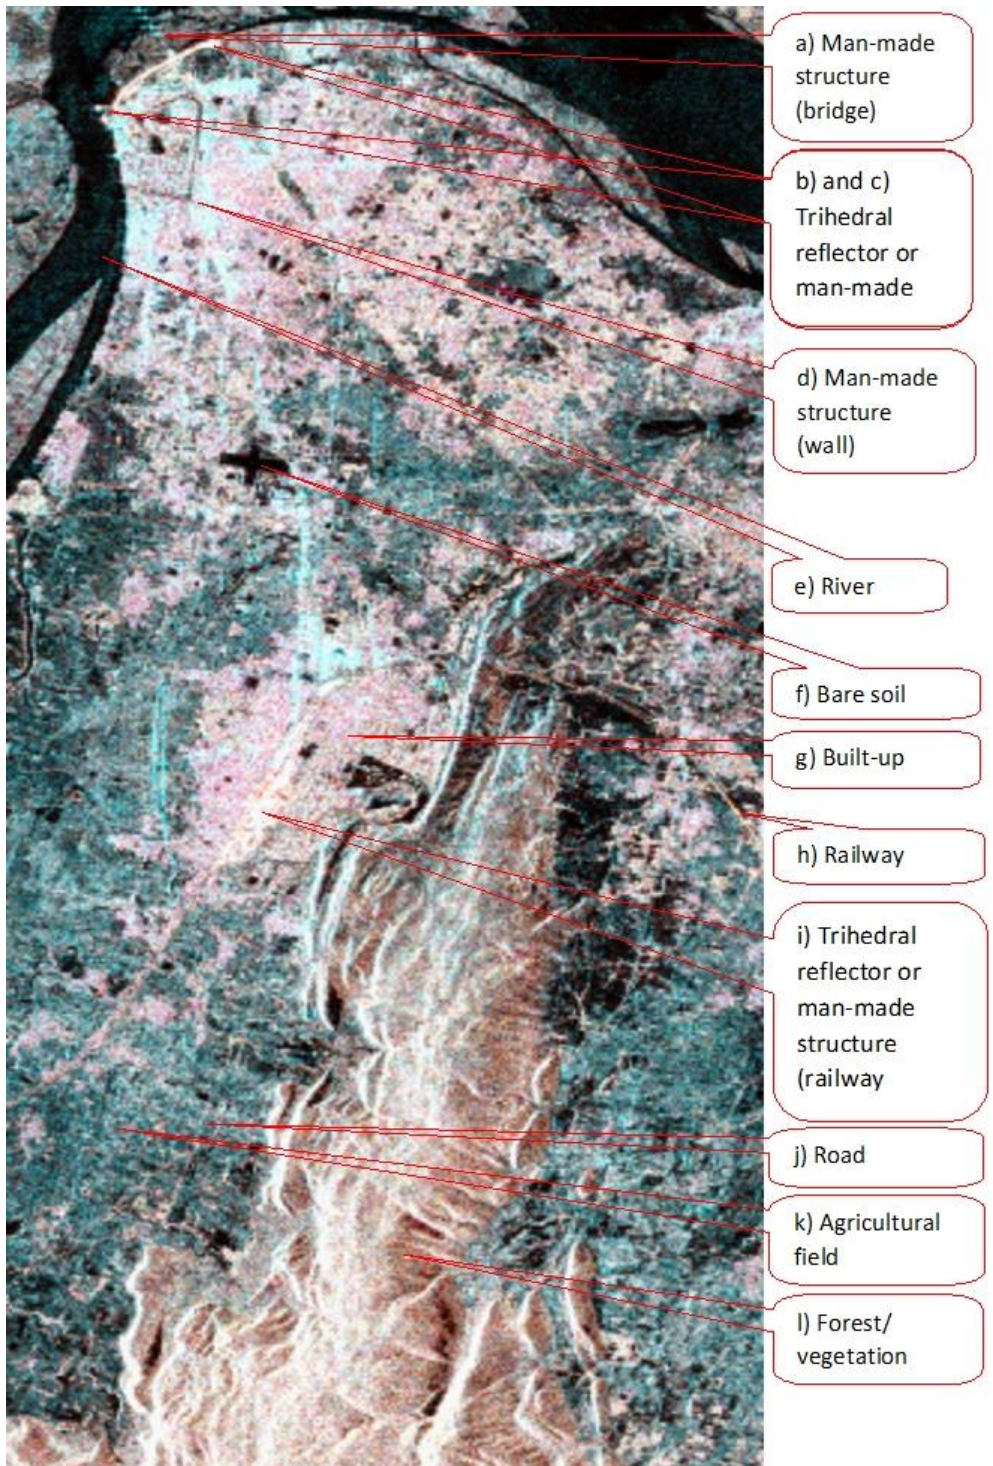 a) Man-made
structure
(bridge)
b) and c)
Trihedral
reflector or
man-made
d) Man-made
structure
(wall)
e) River
f) Bare soil
g) Built-up
h) Railway
i) Trihedral
reflector or
man-made
structure
(railway
j) Road
k) Agricultural
field
l) Forest/
vegetation